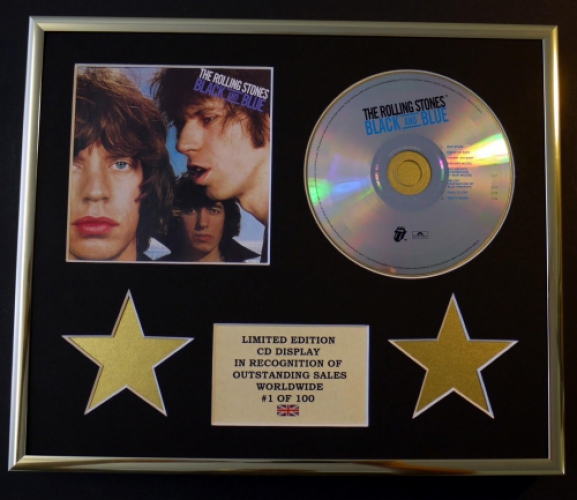 THE ROLLING STONES
BLACK AND BLUE
THE ROLLING STONES
BLACK AND BLUE
LIMITED EDITION
CD DISPLAY
IN RECOGNITION OF
OUTSTANDING SALES
WORLDWIDE
#1 OF 100